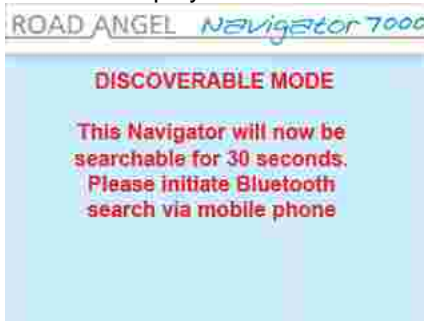 ROAD ANGEL Navigator 7000
DISCOVERABLE MODE
This Navigator will now be
searchable for 30 seconds.
Please initiate Bluetooth
search via mobile phone